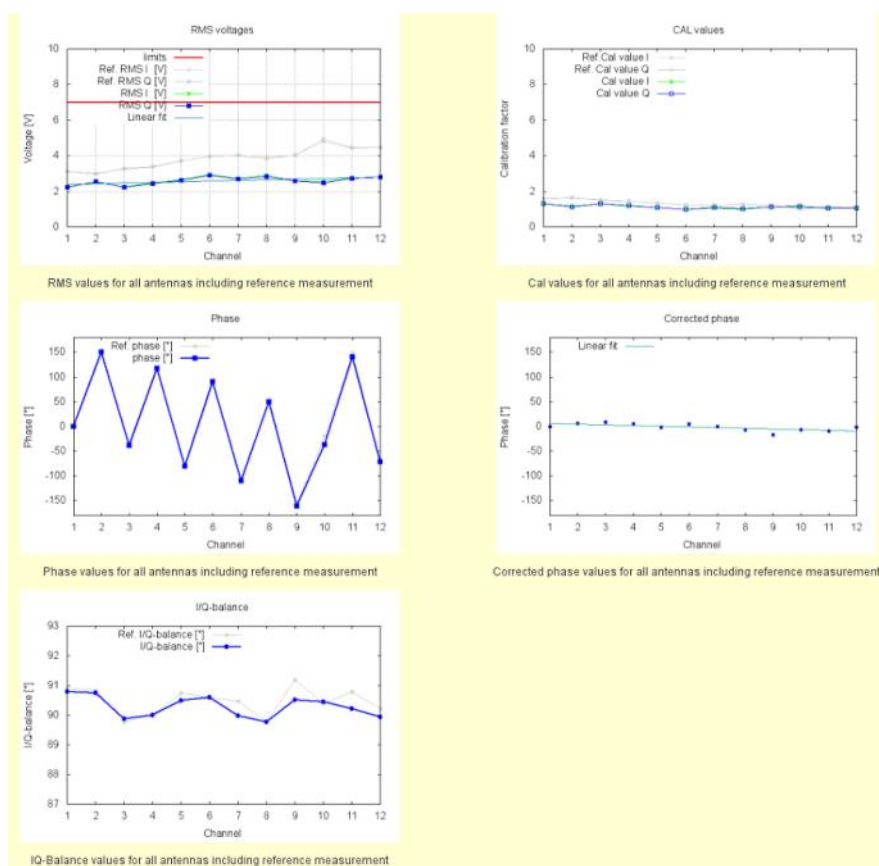 RMS voltages
limits
Ref. RMS I [V]
Ref. RMS Q [V]
RMS I [V]
RMS Q [V]
Linear fit
Voltage [V]
10
8
6
4
2
0
1 2 3 4 5 6 7 8 9 10 11 12
Channel
RMS values for all antennas including reference measurement
CAL values
Ref.Cal value I
Ref.Cal value Q
Cal value I
Cal value Q
Calibration factor
10
8
6
4
2
0
1 2 3 4 5 6 7 8 9 10 11 12
Channel
Cal values for all antennas including reference measurement
Phase
Ref. phase [°]
phase [°]
Phase [°]
150
100
50
0
-50
-100
-150
1 2 3 4 5 6 7 8 9 10 11 12
Channel
Phase values for all antennas including reference measurement
Corrected phase
Linear fit
Phase [°]
150
100
50
0
-50
-100
-150
1 2 3 4 5 6 7 8 9 10 11 12
Channel
Corrected phase values for all antennas including reference measurement
I/Q-balance
Ref. I/Q-balance [°]
I/Q-balance [°]
I/Q-balance [°]
93
92
91
90
89
88
87
1 2 3 4 5 6 7 8 9 10 11 12
Channel
IQ-Balance values for all antennas including reference measurement